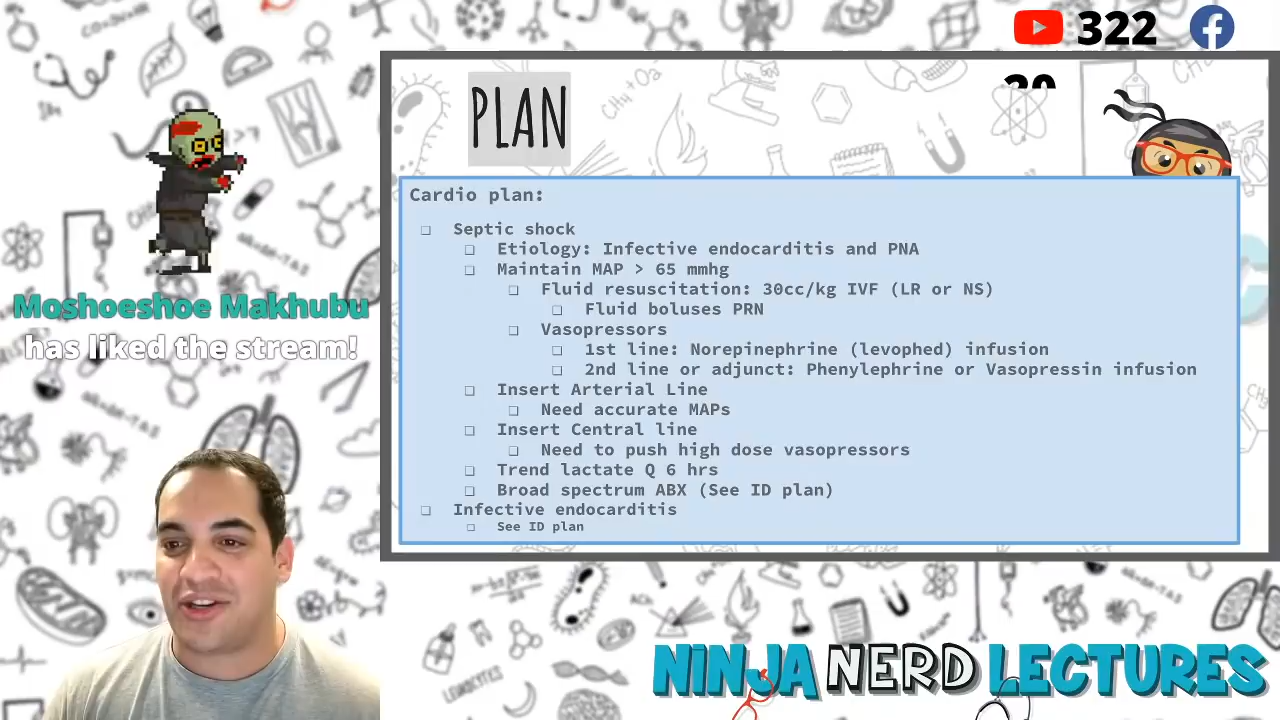 322
PLAN
Cardio plan:
Septic shock
Etiology: Infective endocarditis and PNA
Maintain MAP > 65 mmhg
Fluid resuscitation: 30cc/kg IVF (LR or NS)
Fluid boluses PRN
Vasopressors
1st line: Norepinephrine (levophed) infusion
2nd line or adjunct: Phenylephrine or Vasopressin infusion
Insert Arterial Line
Need accurate MAPs
Insert Central line
Need to push high dose vasopressors
Trend lactate Q 6 hrs
Broad spectrum ABX (See ID plan)
Infective endocarditis
See ID plan
Moshoeshoe Makhubu
has liked the stream!
NINJA NERD LECTURES